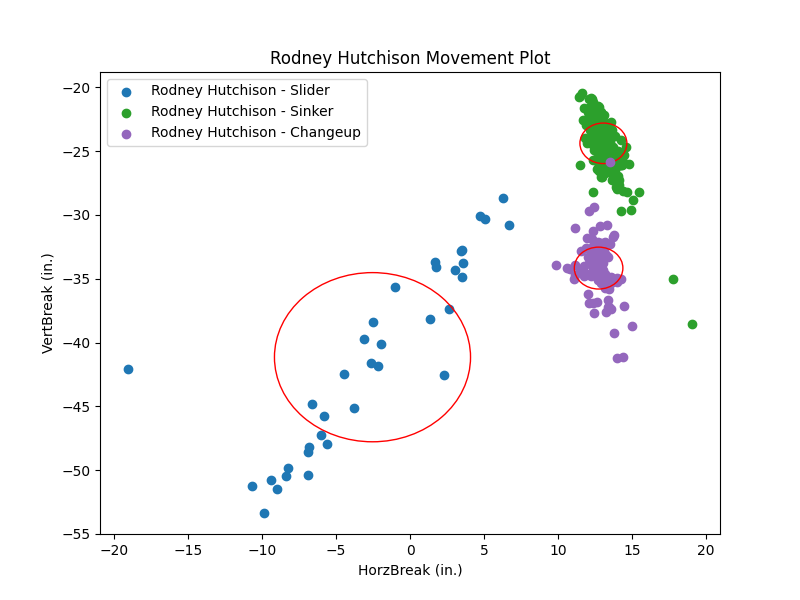 Rodney Hutchison Movement Plot
Rodney Hutchison - Slider
Rodney Hutchison - Sinker
Rodney Hutchison - Changeup
VertBreak (in.)
−20
−25
−30
−35
−40
−45
−50
−55
−20 −15 −10 −5 0 5 10 15 20
HorzBreak (in.)